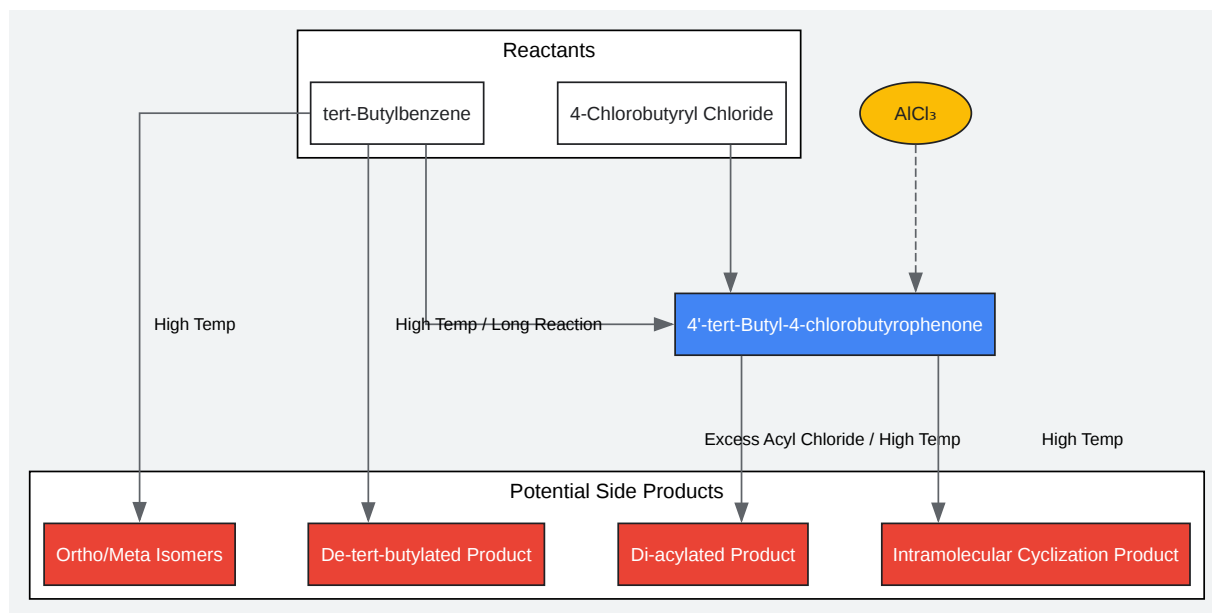 Reactants
tert-Butylbenzene
4-Chlorobutyryl Chloride
AlCl₃
High Temp
High Temp / Long Reaction
4'-tert-Butyl-4-chlorobutyrophenone
Excess Acyl Chloride / High Temp
High Temp
Potential Side Products
Ortho/Meta Isomers
De-tert-butylated Product
Di-acylated Product
Intramolecular Cyclization Product